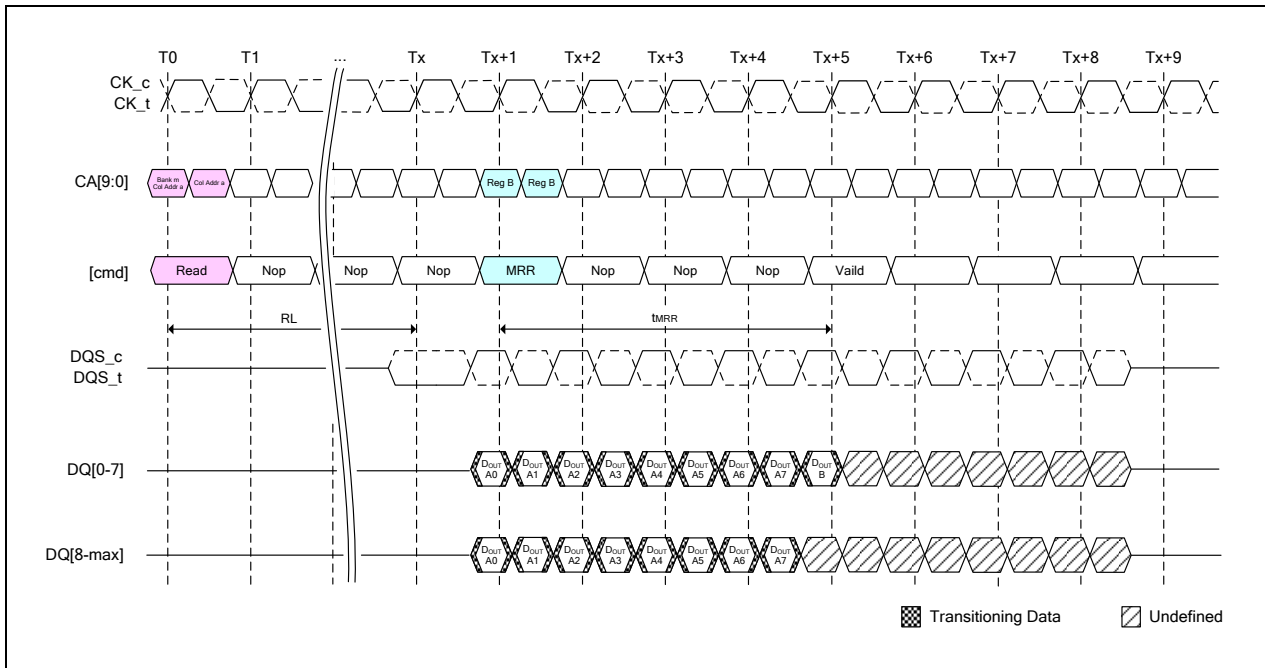 T0 T1 ... Tx Tx+1 Tx+2 Tx+3 Tx+4 Tx+5 Tx+6 Tx+7 Tx+8 Tx+9
CK_c
CK_t
CA[9:0]
Bank m
Col Addr a
Col Addr a
Reg B Reg B
[cmd] Read Nop Nop Nop MRR Nop Nop Nop Vaild
RL tMRR
DQS_c
DQS_t
DQ[0-7]
DOUT DOUT DOUT DOUT DOUT DOUT DOUT DOUT DOUT
A0 A1 A2 A3 A4 A5 A6 A7 B
DQ[8-max]
DOUT DOUT DOUT DOUT DOUT DOUT DOUT DOUT
A0 A1 A2 A3 A4 A5 A6 A7
Transitioning Data Undefined